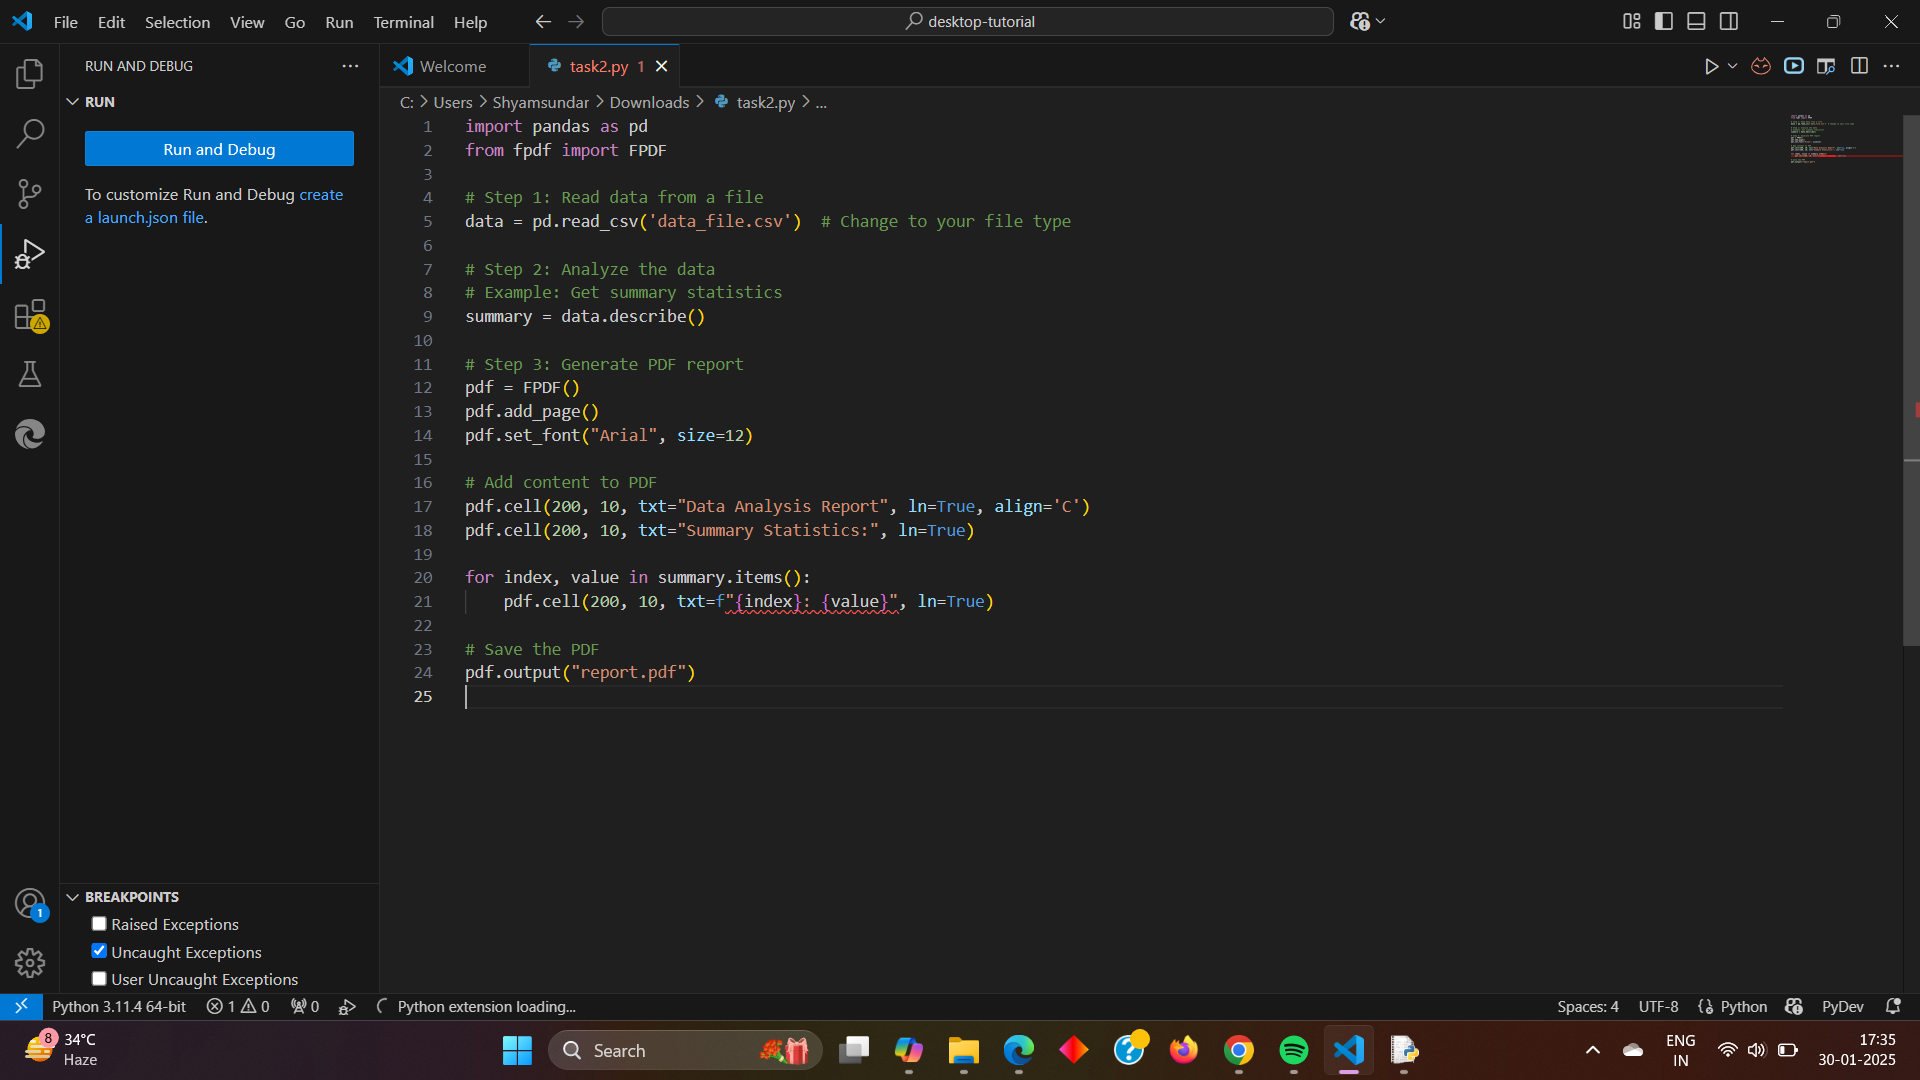 File Edit Selection View Go Run Terminal Help
desktop-tutorial
RUN AND DEBUG
RUN
Run and Debug
To customize Run and Debug create
a launch.json file.
Welcome
task2.py 1
C: > Users > Shyamsundar > Downloads > task2.py > ...
1 import pandas as pd
2 from fpdf import FPDF
3
4 # Step 1: Read data from a file
5 data = pd.read_csv('data_file.csv')  # Change to your file type
6
7 # Step 2: Analyze the data
8 # Example: Get summary statistics
9 summary = data.describe()
10
11 # Step 3: Generate PDF report
12 pdf = FPDF()
13 pdf.add_page()
14 pdf.set_font("Arial", size=12)
15
16 # Add content to PDF
17 pdf.cell(200, 10, txt="Data Analysis Report", ln=True, align='C')
18 pdf.cell(200, 10, txt="Summary Statistics:", ln=True)
19
20 for index, value in summary.items():
21     pdf.cell(200, 10, txt=f"{index}: {value}", ln=True)
22
23 # Save the PDF
24 pdf.output("report.pdf")
25
BREAKPOINTS
Raised Exceptions
Uncaught Exceptions
User Uncaught Exceptions
1
Python 3.11.4 64-bit 1 0 0 Python extension loading...
Spaces: 4 UTF-8 Python PyDev
8
34°C
Haze
Search
ENG
IN
17:35
30-01-2025